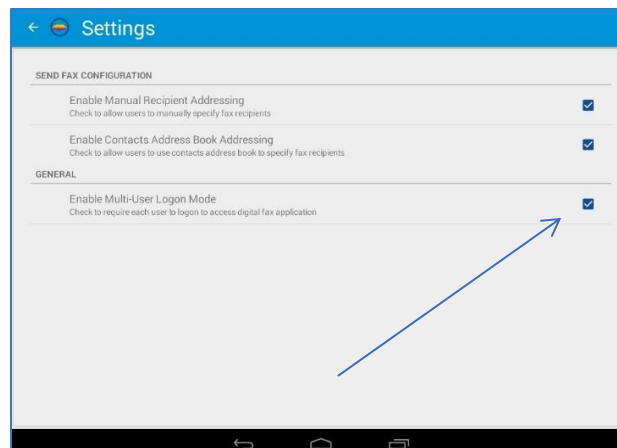 Settings
SEND FAX CONFIGURATION
Enable Manual Recipient Addressing
Check to allow users to manually specify fax recipients
Enable Contacts Address Book Addressing
Check to allow users to use contacts address book to specify fax recipients
GENERAL
Enable Multi-User Logon Mode
Check to require each user to logon to access digital fax application